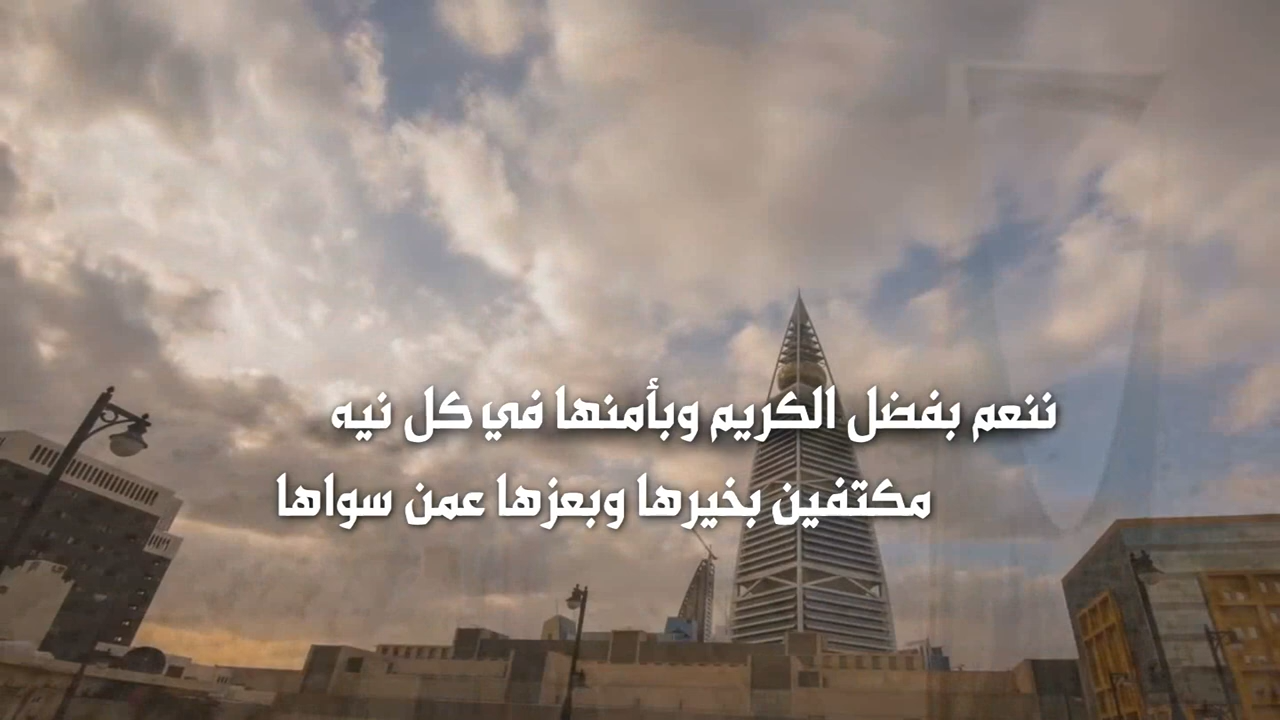 ننعم بفضل الكريم وبأمنها في كل نيه
مكتفين بخيرها وبعزها عمن سواها